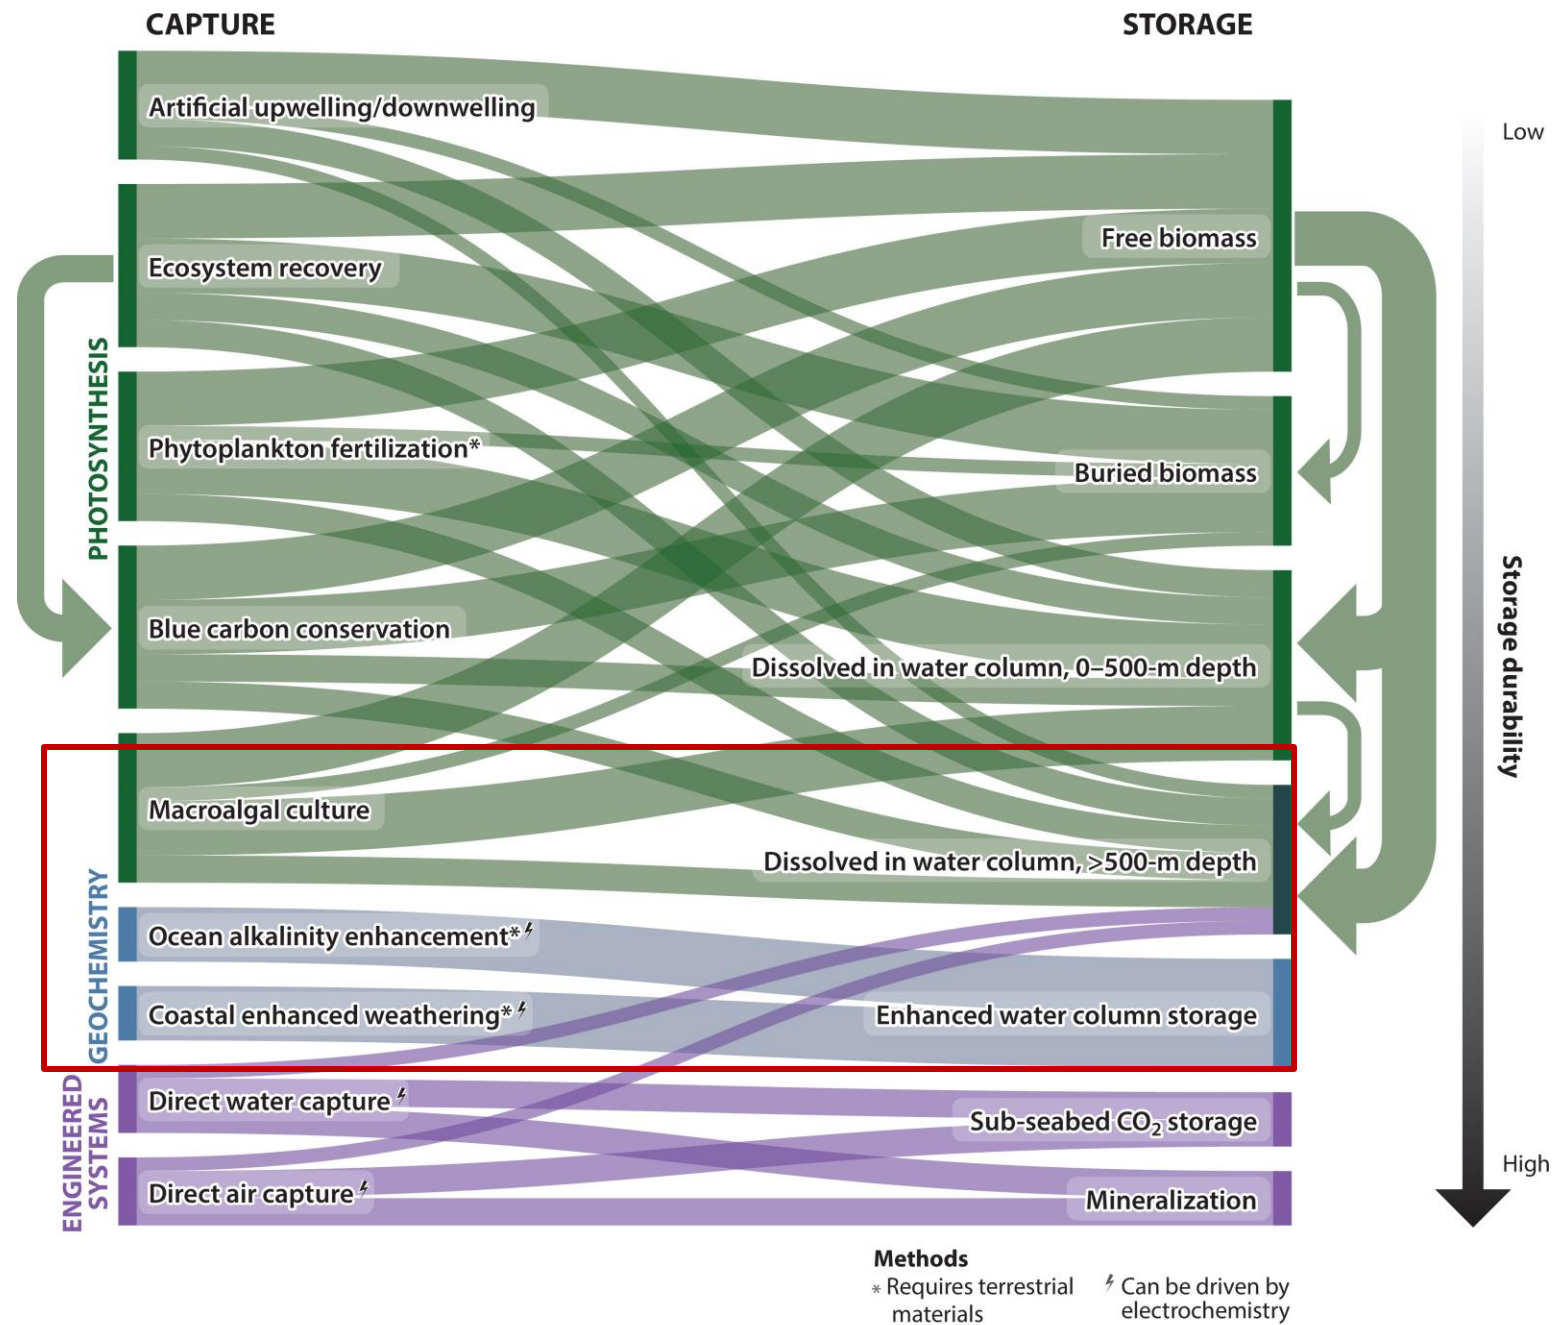 CAPTURE
STORAGE
Artificial upwelling/downwelling
Ecosystem recovery
Phytoplankton fertilization*
Blue carbon conservation
Macroalgal culture
Ocean alkalinity enhancement*
Coastal enhanced weathering*
Direct water capture
Direct air capture
PHOTOSYNTHESIS
GEOCHEMISTRY
ENGINEERED
SYSTEMS
Free biomass
Buried biomass
Dissolved in water column, 0–500-m depth
Dissolved in water column, >500-m depth
Enhanced water column storage
Sub-seabed CO₂ storage
Mineralization
Low
Storage durability
High
Methods
* Requires terrestrial
materials
Can be driven by
electrochemistry